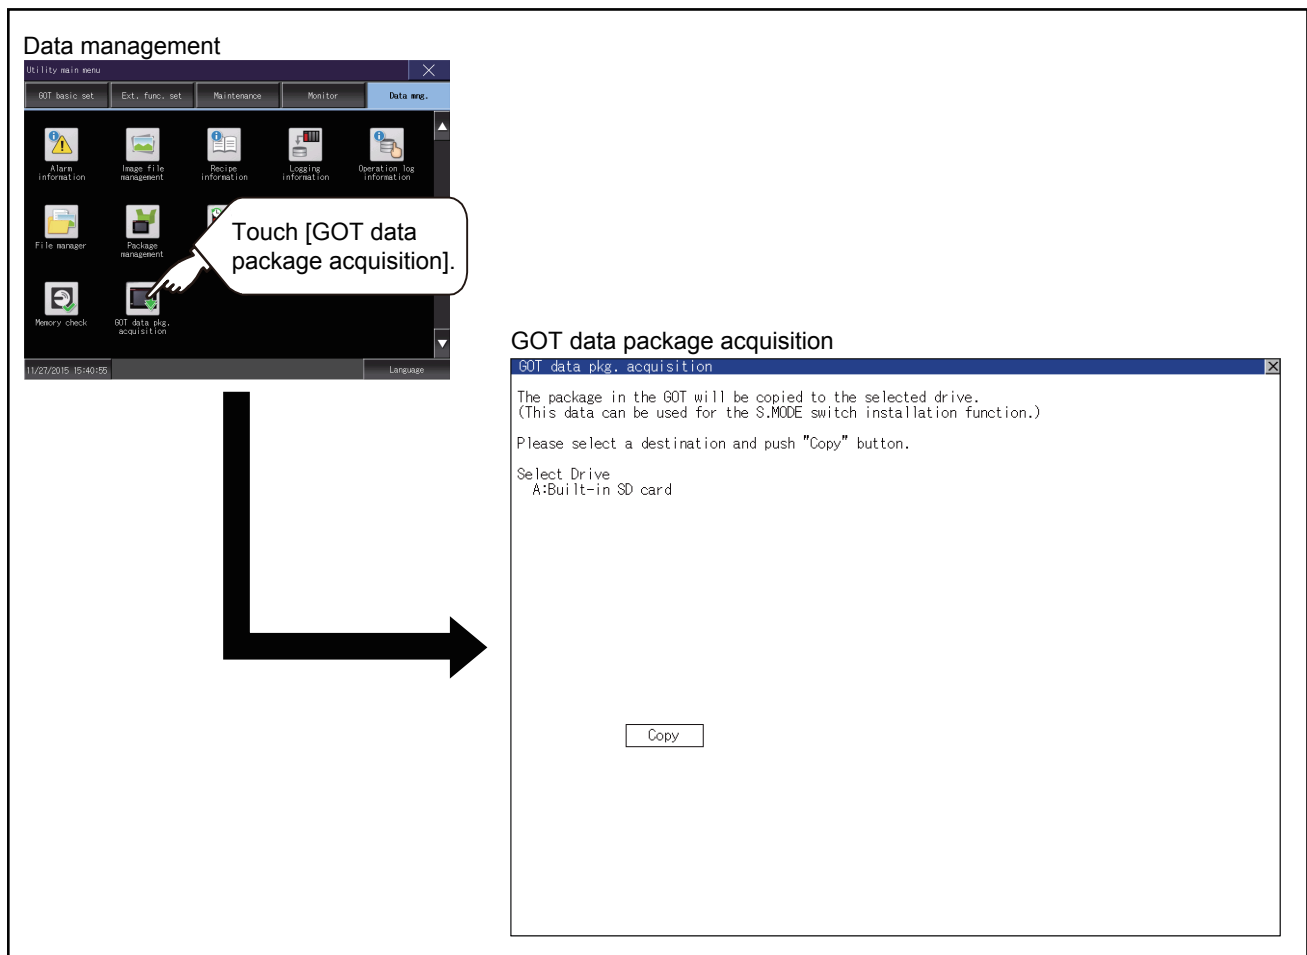 Data management
Utility main menu
GOT basic set Ext. func. set Maintenance Monitor Data mng.
Alarm information
Image file management
Recipe information
Logging information
Operation log information
File manager
Package management
Touch [GOT data
package acquisition].
Memory check
GOT data pkg. acquisition
11/27/2015 15:40:55 Language
GOT data package acquisition
GOT data pkg. acquisition
The package in the GOT will be copied to the selected drive.
(This data can be used for the S.MODE switch installation function.)
Please select a destination and push "Copy" button.
Select Drive
A:Built-in SD card
Copy